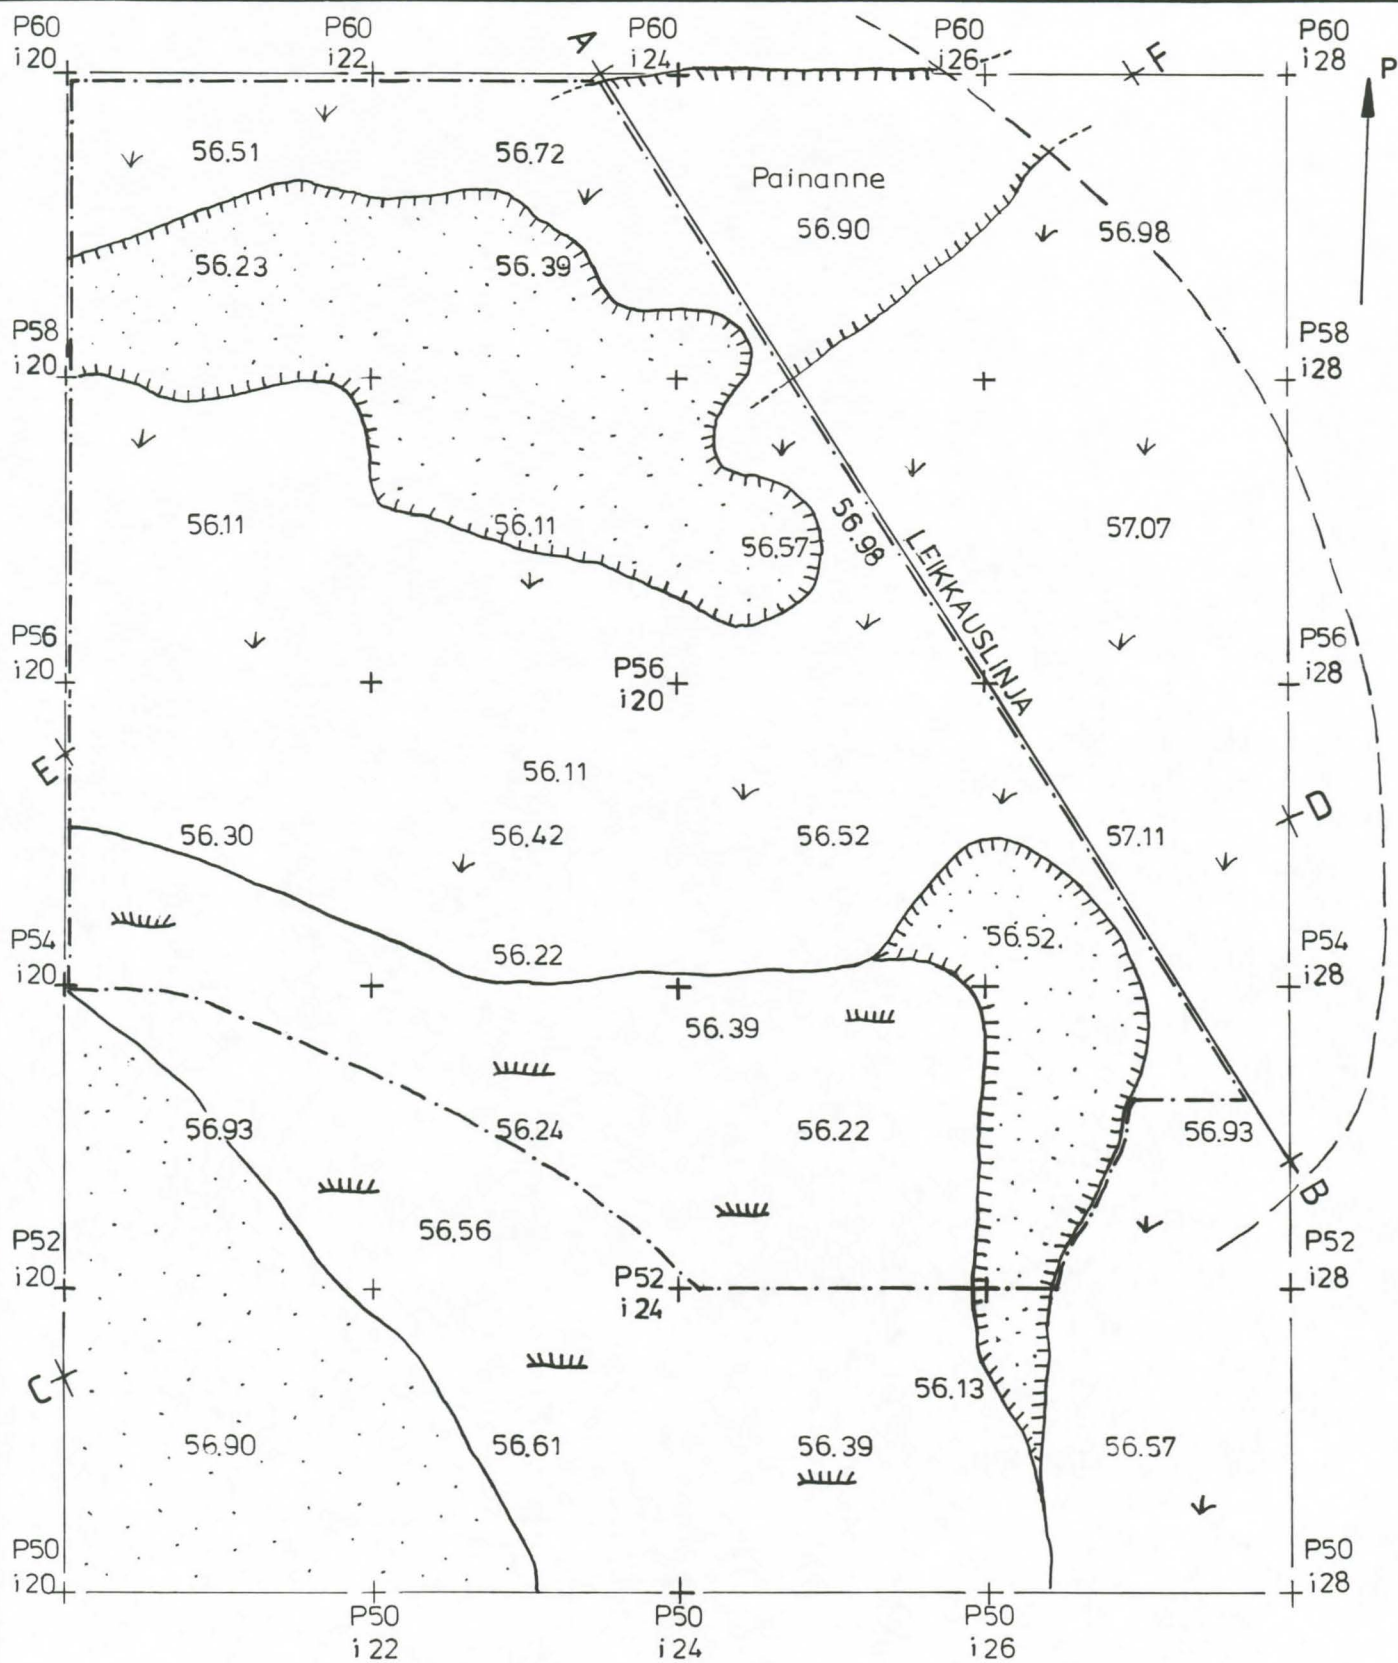 P60 P60 P60 P60 P60
i20 i22 A i24 i26 F i28
P
56.51 56.72
Painanne
56.90 56.98
56.23 56.39
P58 P58
i20 i28
56.98
LEIKKAUSLINJA
56.11 56.11 56.57 57.07
P56 P56
i20 i28
P56
i20
E
56.11
D
56.30 56.42 56.52 57.11
P54 56.22 56.52. P54
i20 i28
56.39
56.93 56.24 56.22 56.93
B
56.56
P52 P52
i20 i28
P52
i24
C
56.13
56.90 56.61 56.39 56.57
P50 P50
i20 i28
P50 P50 P50
i22 i24 i26